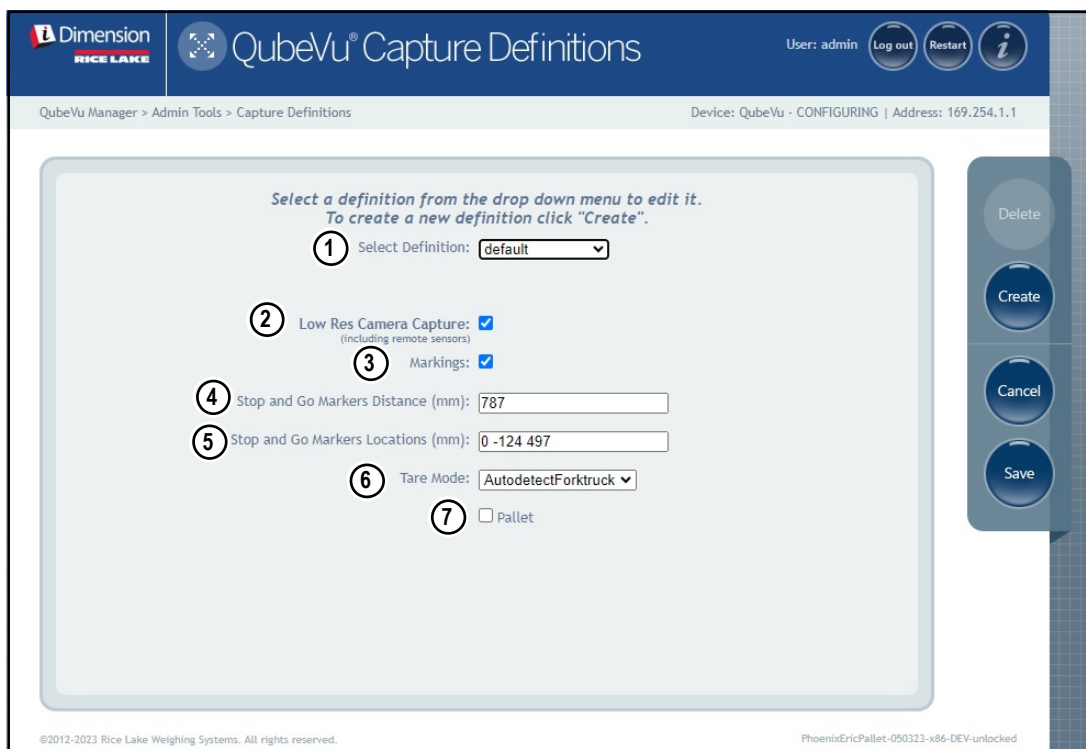 i Dimension
RICE LAKE
QubeVu® Capture Definitions
User: admin
Log out
Restart
i
QubeVu Manager > Admin Tools > Capture Definitions
Device: QubeVu - CONFIGURING | Address: 169.254.1.1
Select a definition from the drop down menu to edit it.
To create a new definition click "Create".
1 Select Definition: default
2 Low Res Camera Capture:
(including remote sensors)
3 Markings:
4 Stop and Go Markers Distance (mm): 787
5 Stop and Go Markers Locations (mm): 0 -124 497
6 Tare Mode: AutodetectForktruck
7 Pallet
Delete
Create
Cancel
Save
©2012-2023 Rice Lake Weighing Systems. All rights reserved.
PhoenixEricPallet-050323-x86-DEV-unlocked